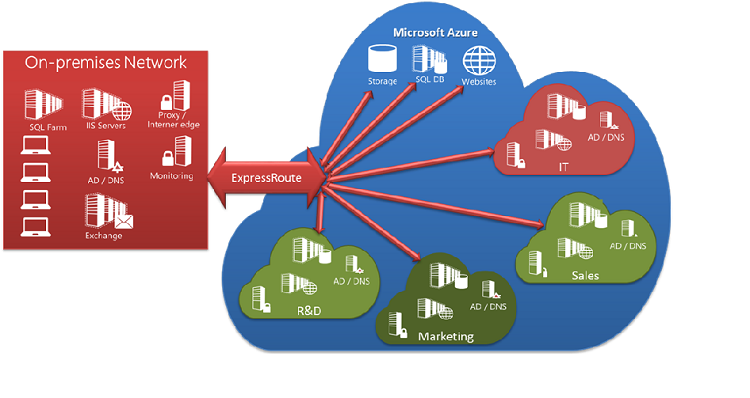 On-premises Network
SQL Farm
IIS Servers
Proxy /
Internet edge
AD / DNS
Monitoring
Exchange
ExpressRoute
Microsoft Azure
Storage
SQL DB
Websites
AD / DNS
IT
AD / DNS
Sales
AD / DNS
R&D
AD / DNS
Marketing